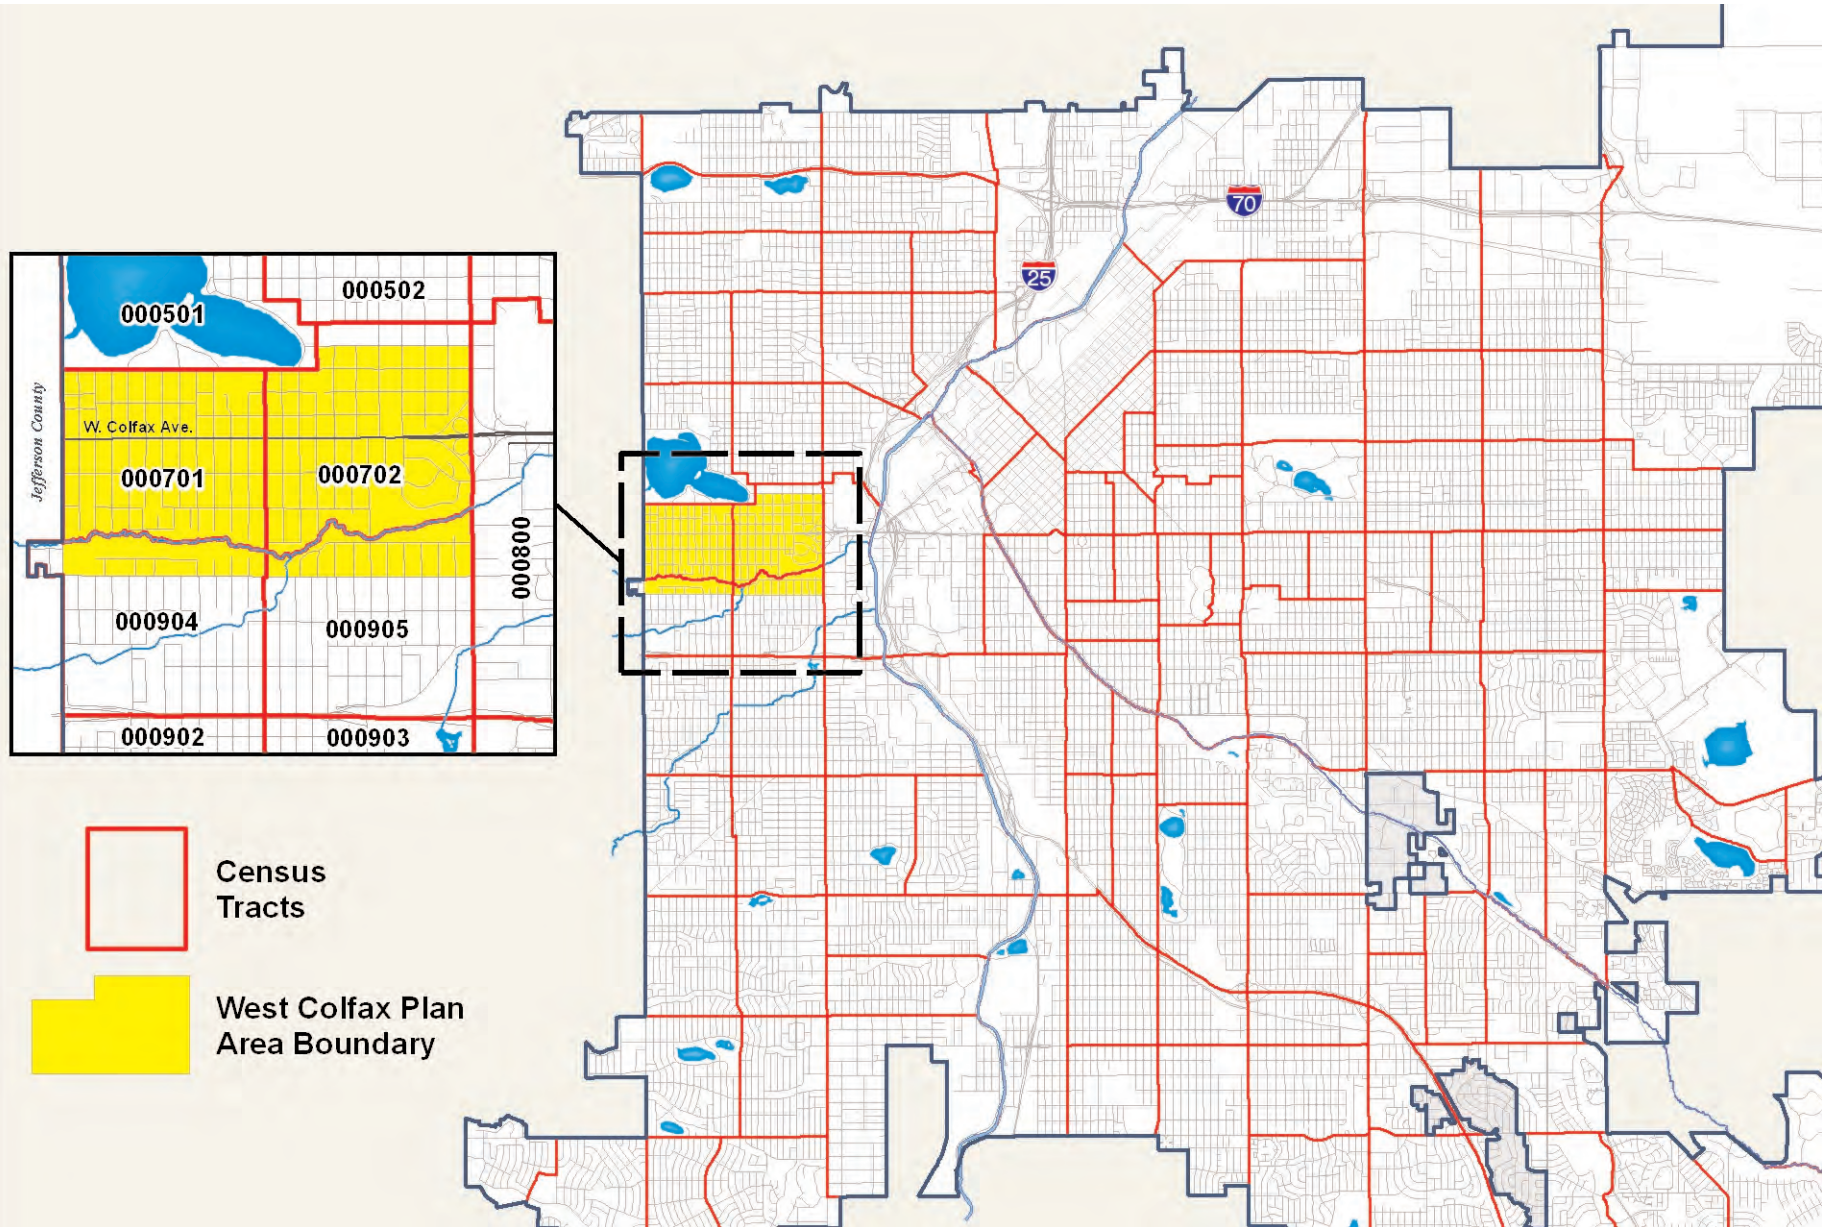 70
25
000502
000501
Jefferson County
W. Colfax Ave.
000701
000702
000800
000904
000905
000902
000903
Census
Tracts
West Colfax Plan
Area Boundary